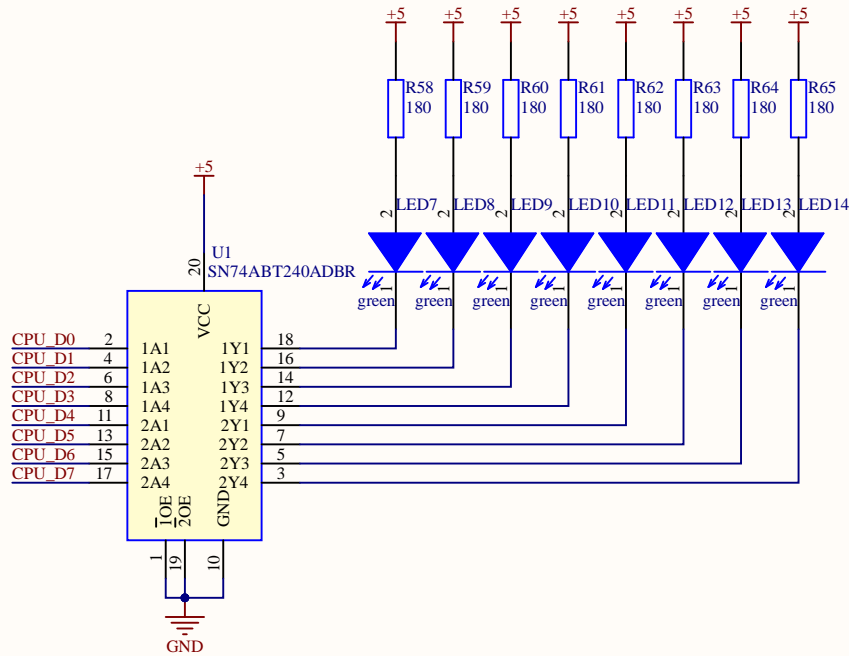 +5 +5 +5 +5 +5 +5 +5 +5
R58 R59 R60 R61 R62 R63 R64 R65
180 180 180 180 180 180 180 180
+5
2 LED7 2 LED8 2 LED9 2 LED10 2 LED11 2 LED12 2 LED13 2 LED14
U1
20 SN74ABT240ADBR
1 1 1 1 1 1 1 1
green green green green green green green green
VCC
CPU_D0 2 1A1 1Y1 18
CPU_D1 4 1A2 1Y2 16
CPU_D2 6 1A3 1Y3 14
CPU_D3 8 1A4 1Y4 12
CPU_D4 11 2A1 2Y1 9
CPU_D5 13 2A2 2Y2 7
CPU_D6 15 2A3 2Y3 5
CPU_D7 17 2A4 2Y4 3
1OE 2OE GND
1 19 10
GND